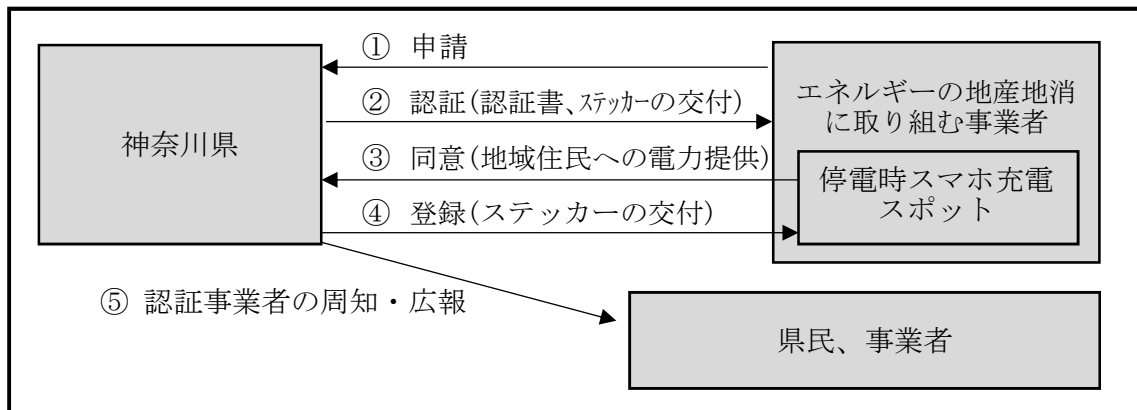 ① 申請
② 認証(認証書、ｽﾃｯｶｰの交付)
③ 同意(地域住民への電力提供)
④ 登録(ステッカーの交付)
神奈川県
エネルギーの地産地消
に取り組む事業者
停電時スマホ充電
スポット
⑤ 認証事業者の周知・広報
県民、事業者